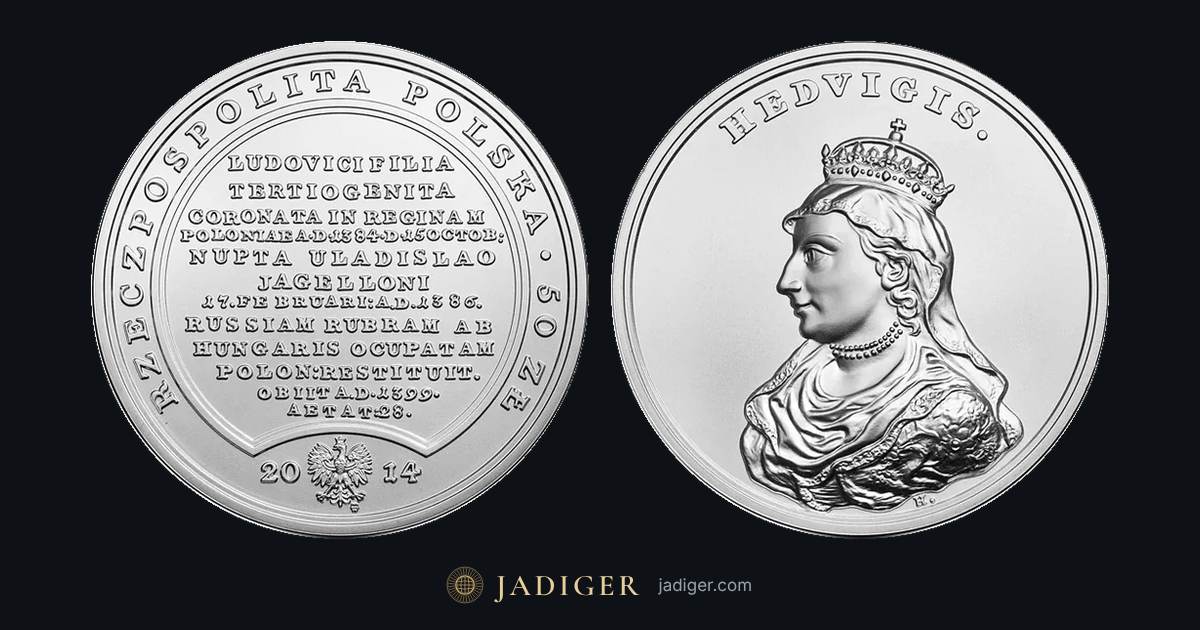 RZECZPOSPOLITA POLSKA · 50 ZŁ
LUDOVICI FILIA
TERTIOGENITA
CORONATA IN REGINAM
POLONIAE A·D·1384·D·15OCTOB:
NUPTA ULADISLAO
JAGELLONI
17.FEBRUARI:A.D.1386.
RUSSIAM RUBRAM AB
HUNGARIS OCUPATAM
POLON:RESTITUIT.
OBIIT A.D·1399·
AETAT·28.
20 14
HEDVIGIS.
H.
JADIGER jadiger.com